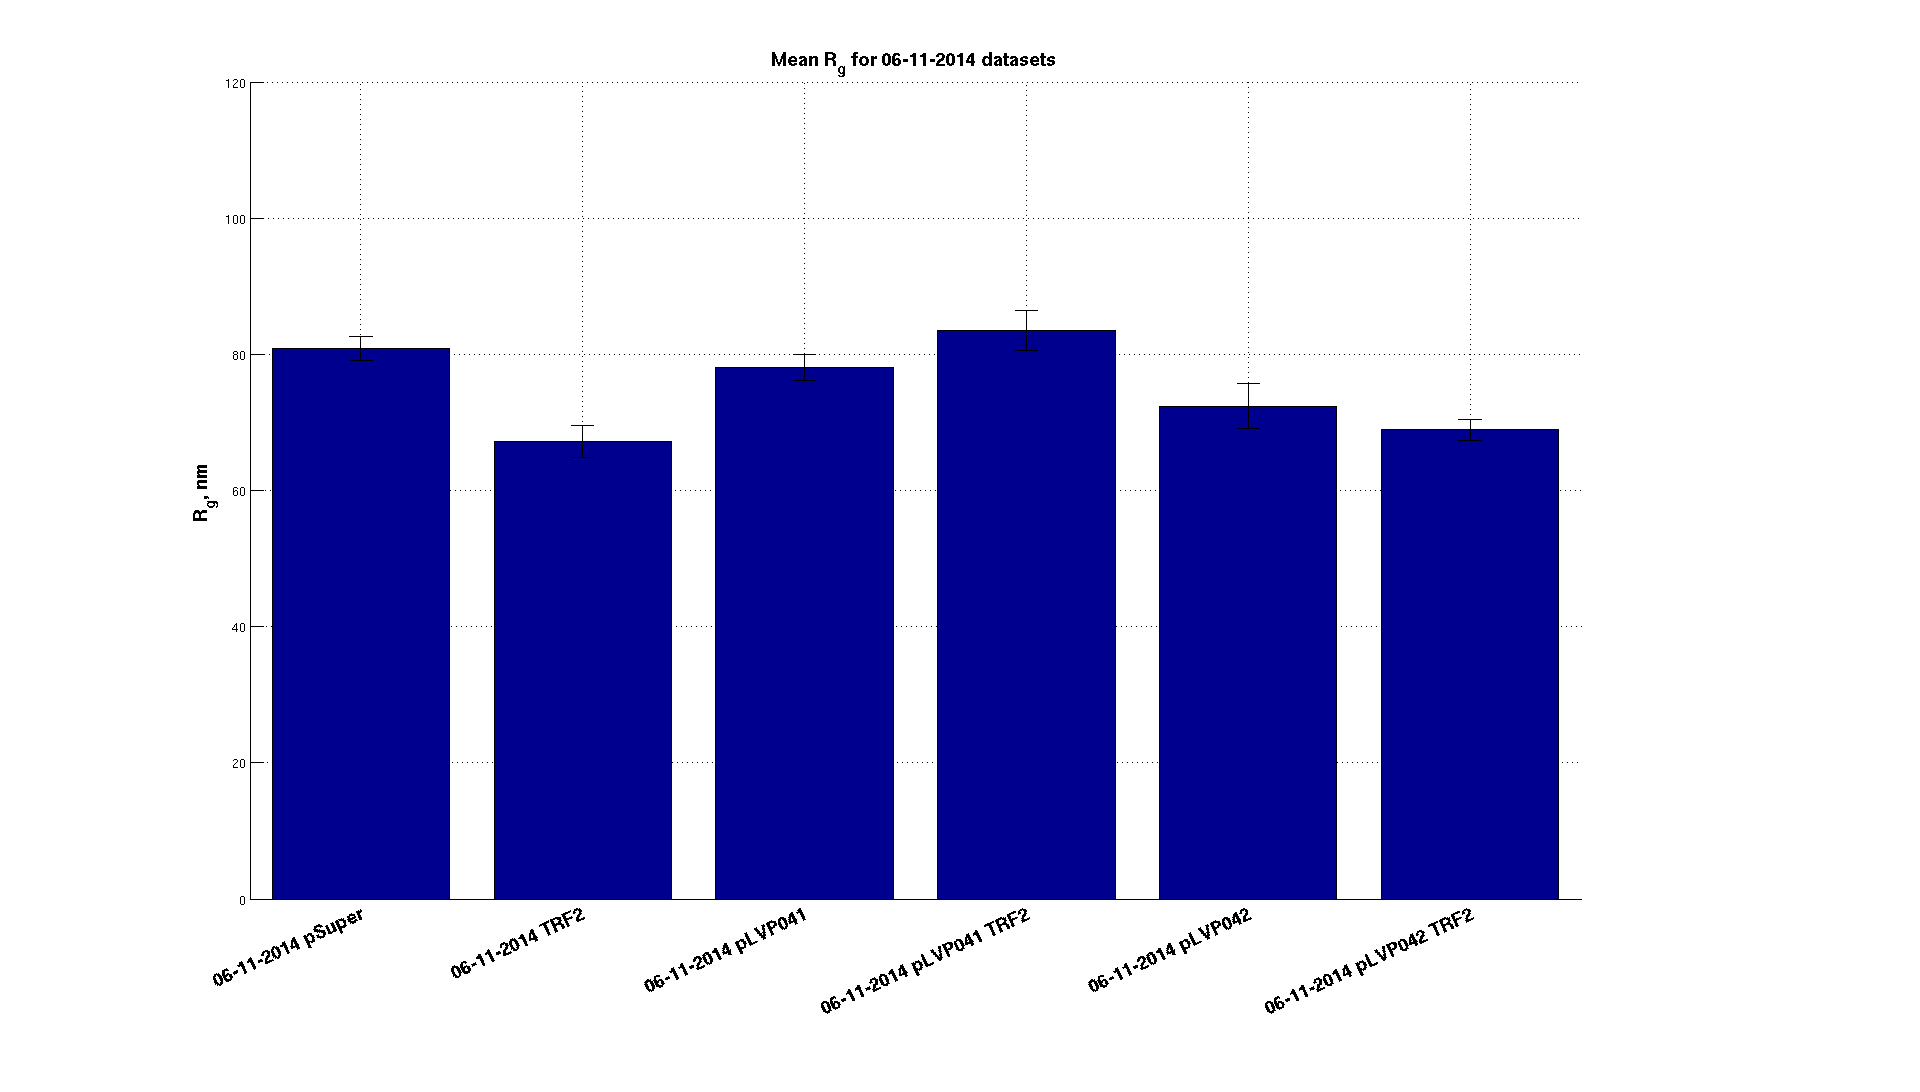 Mean Rg for 06-11-2014 datasets
120
100
80
60
40
20
0
Rg, nm
06-11-2014 pSuper
06-11-2014 TRF2
06-11-2014 pLVP041
06-11-2014 pLVP041 TRF2
06-11-2014 pLVP042
06-11-2014 pLVP042 TRF2